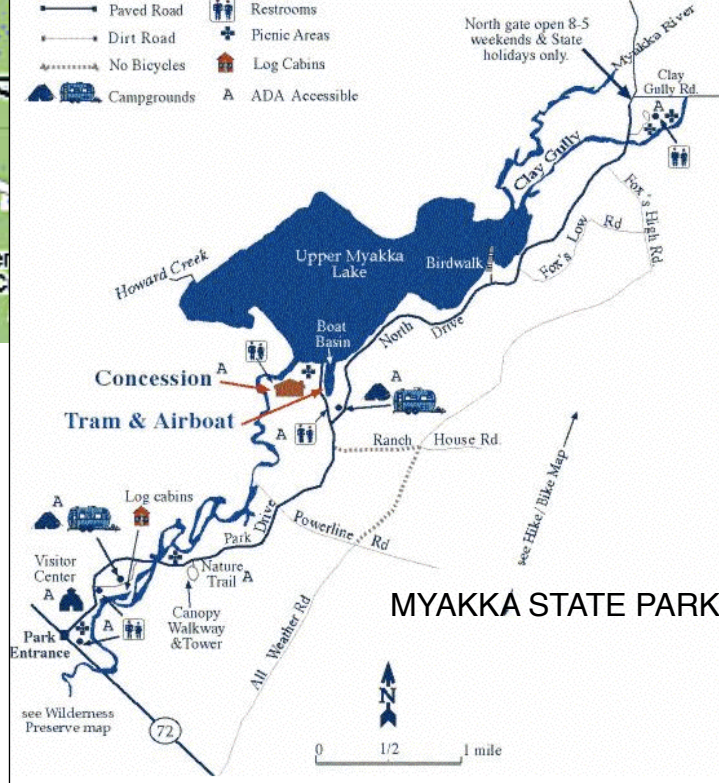 Paved Road
Restrooms
Dirt Road
Picnic Areas
No Bicycles
Log Cabins
Campgrounds
A
ADA Accessible
North gate open 8-5
weekends & State
holidays only.
Myakka River
Clay
Gully Rd.
A
Clay Gully
Fox's High Rd.
Fox's Low Rd
Upper Myakka
Lake
Birdwalk
Howard Creek
Boat
Basin
North Drive
A
Concession
A
Tram & Airboat
A
Ranch House Rd.
see Hike/Bike Map
A
Log cabins
Park Drive
Powerline Rd
Visitor
Center
A
Nature
Trail A
Canopy
Walkway
&Tower
MYAKKA STATE PARK
A
Park
Entrance
All Weather Rd
see Wilderness
Preserve map
72
N
0 1/2 1 mile